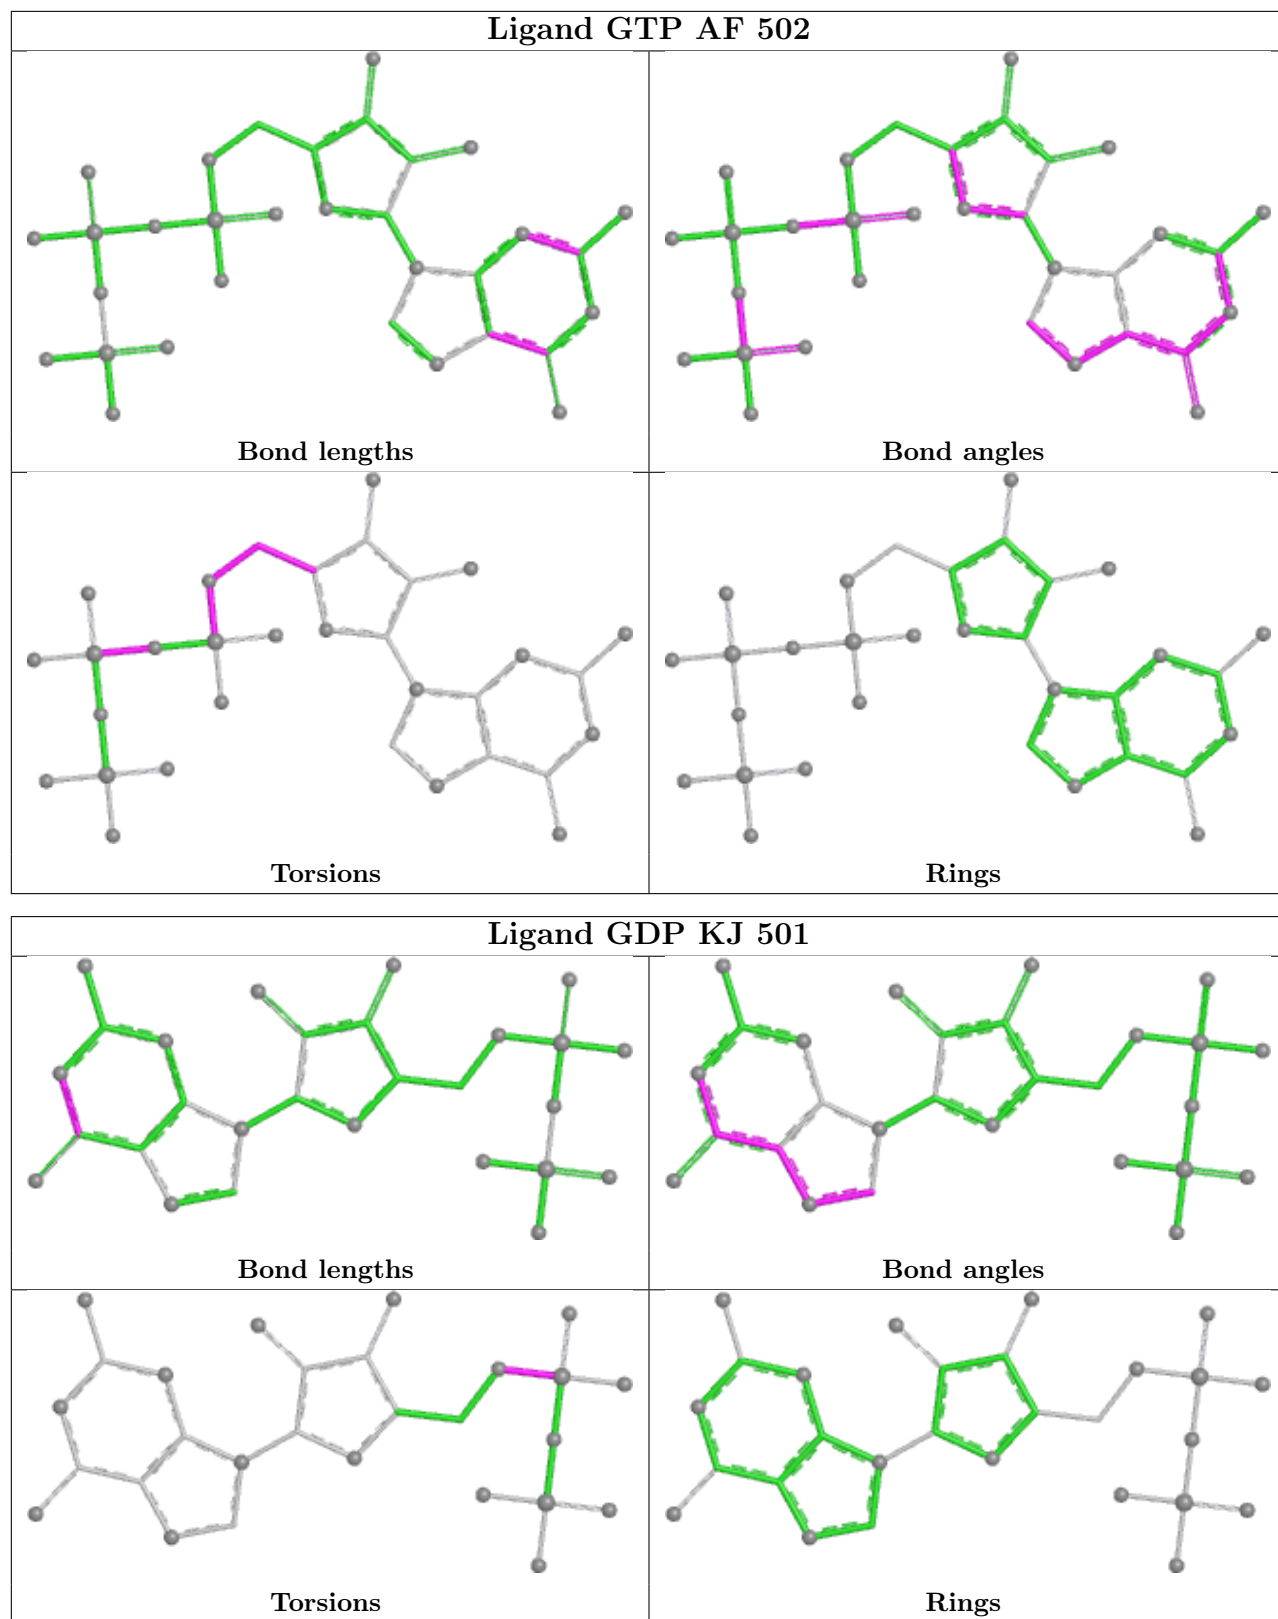 Ligand GTP AF 502
Bond lengths
Bond angles
Torsions
Rings
Ligand GDP KJ 501
Bond lengths
Bond angles
Torsions
Rings